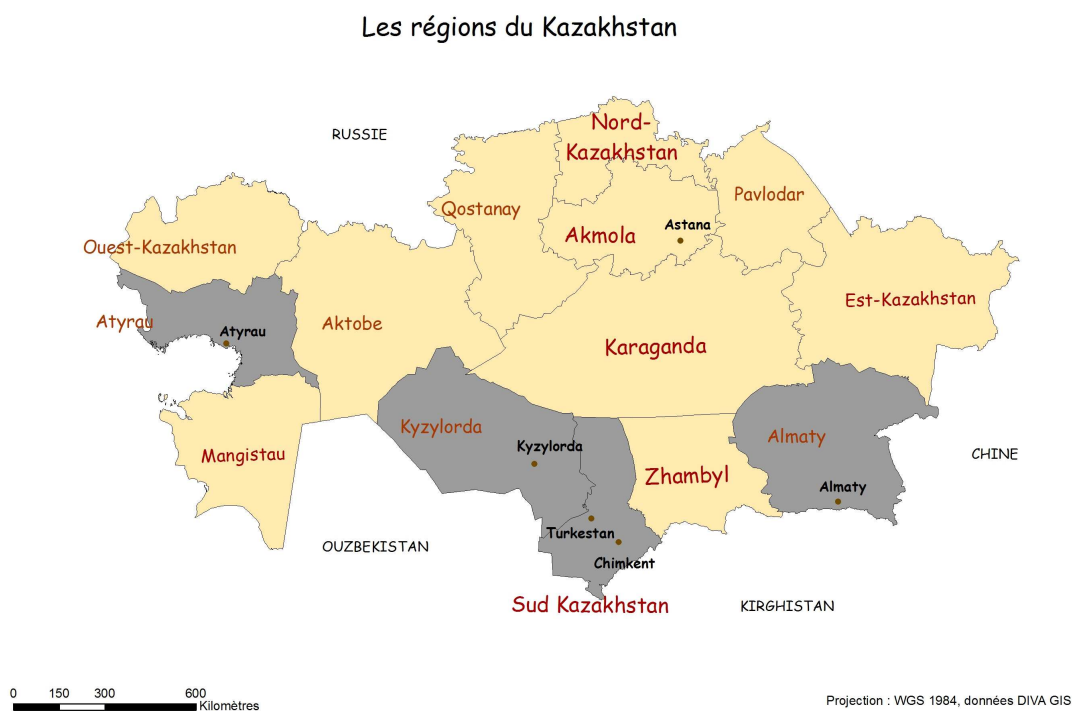 Les régions du Kazakhstan
RUSSIE
Nord-
Kazakhstan
Pavlodar
Qostanay
Akmola
Astana
Ouest-Kazakhstan
Est-Kazakhstan
Atyrau
Atyrau
Aktobe
Karaganda
Kyzylorda
Almaty
Mangistau
Kyzylorda
CHINE
Zhambyl
Almaty
Turkestan
OUZBEKISTAN
Chimkent
Sud Kazakhstan
KIRGHISTAN
0 150 300 600
Kilomètres
Projection : WGS 1984, données DIVA GIS